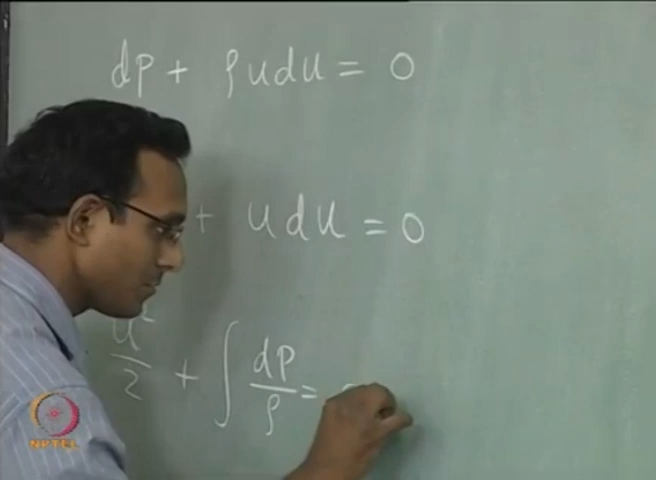 dp + ρudu = 0
+ udu = 0
u²/2 + ∫ dp/ρ =
NPTEL